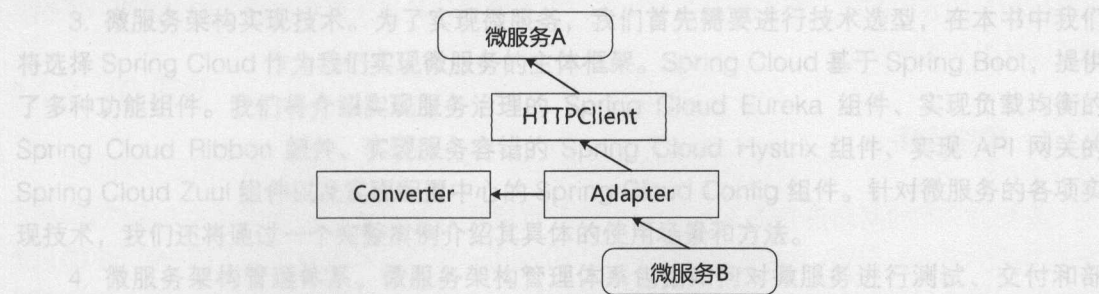 3. 微服务架构实现技术。为了实现微服务，我们首先需要进行技术选型，在本书中我们
微服务A
将选择 Spring Cloud 作为我们实现微服务的主体框架。Spring Cloud 基于 Spring Boot，提供
了多种功能组件。我们将介绍实现服务治理的 Spring Cloud Eureka 组件、实现负载均衡的
HTTPClient
Spring Cloud Ribbon 组件、实现服务容错的 Spring Cloud Hystrix 组件、实现 API 网关的
Spring Cloud Zuul 组件以及 中心的 Spring Cloud Config 组件。针对微服务的各项实
Converter
Adapter
现技术，我们还将通过一个完整案例介绍其具体的使用场景和方法。
微服务B
4. 微服务架构管理体系。微服务架构管理体系 对微服务进行测试、交付和部